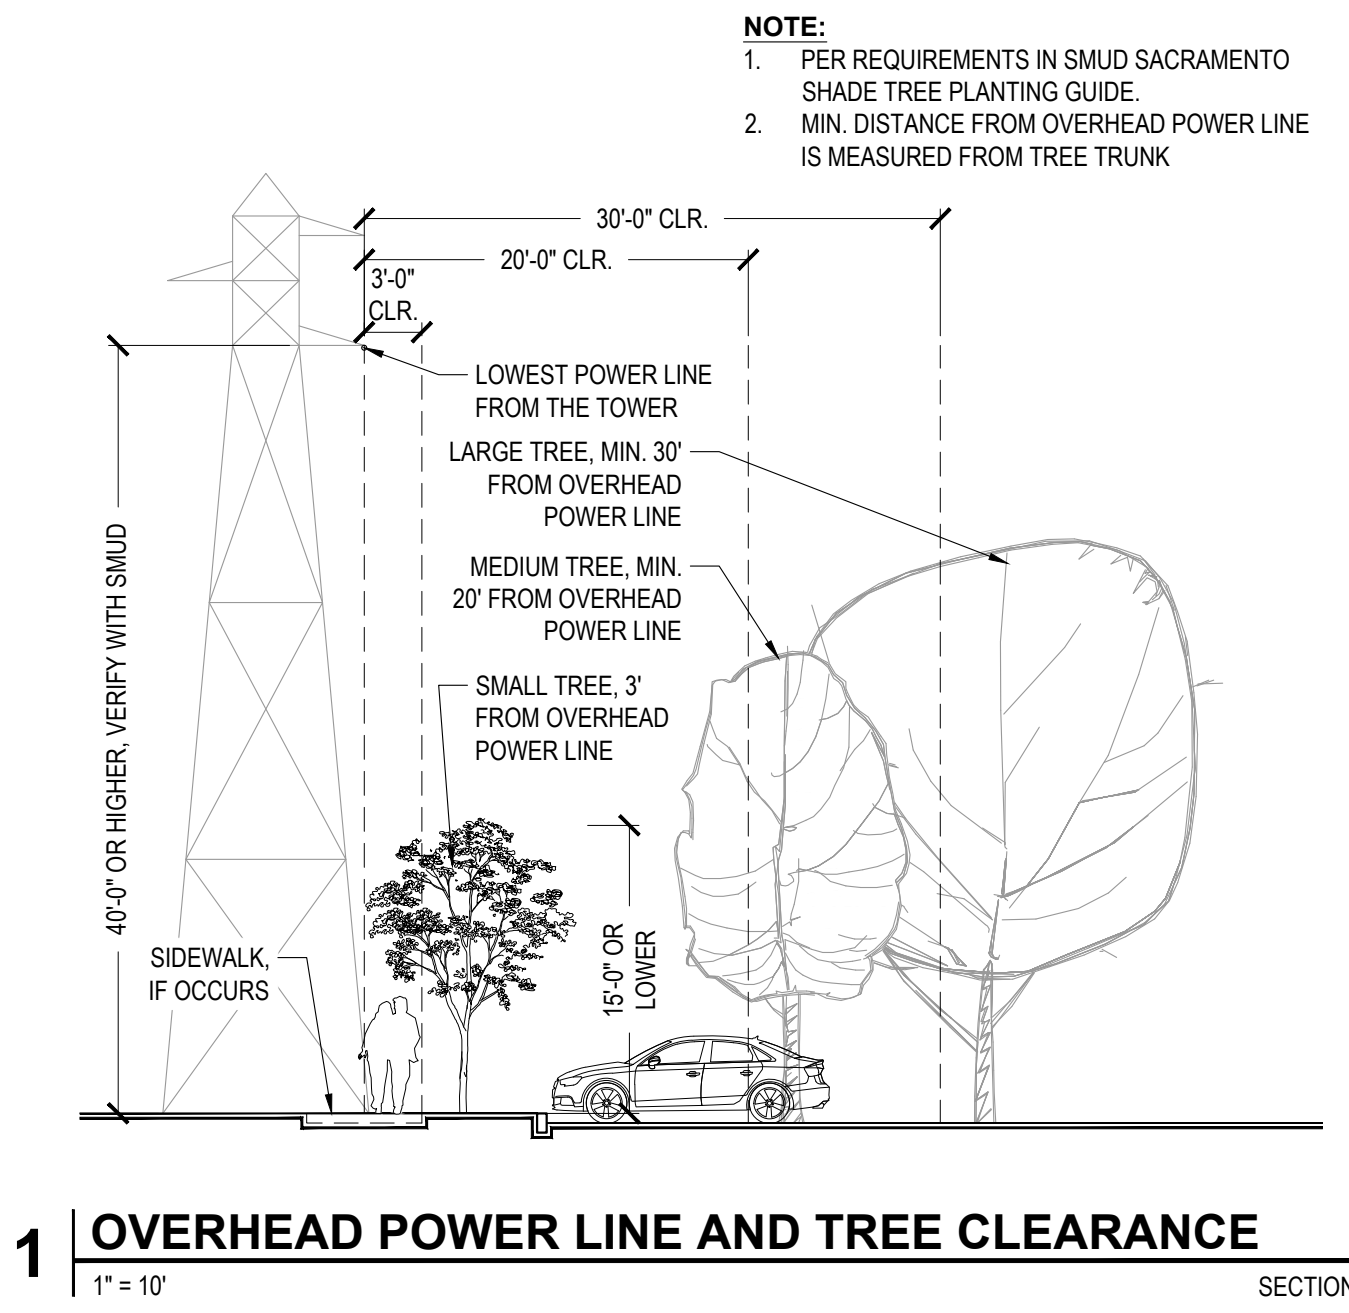 NOTE:
1. PER REQUIREMENTS IN SMUD SACRAMENTO
SHADE TREE PLANTING GUIDE.
2. MIN. DISTANCE FROM OVERHEAD POWER LINE
IS MEASURED FROM TREE TRUNK
30'-0" CLR.
20'-0" CLR.
3'-0"
CLR.
LOWEST POWER LINE
FROM THE TOWER
LARGE TREE, MIN. 30'
FROM OVERHEAD
POWER LINE
MEDIUM TREE, MIN.
20' FROM OVERHEAD
POWER LINE
SMALL TREE, 3'
FROM OVERHEAD
POWER LINE
40'-0" OR HIGHER, VERIFY WITH SMUD
15'-0" OR
LOWER
SIDEWALK,
IF OCCURS
1
OVERHEAD POWER LINE AND TREE CLEARANCE
1" = 10'
SECTION